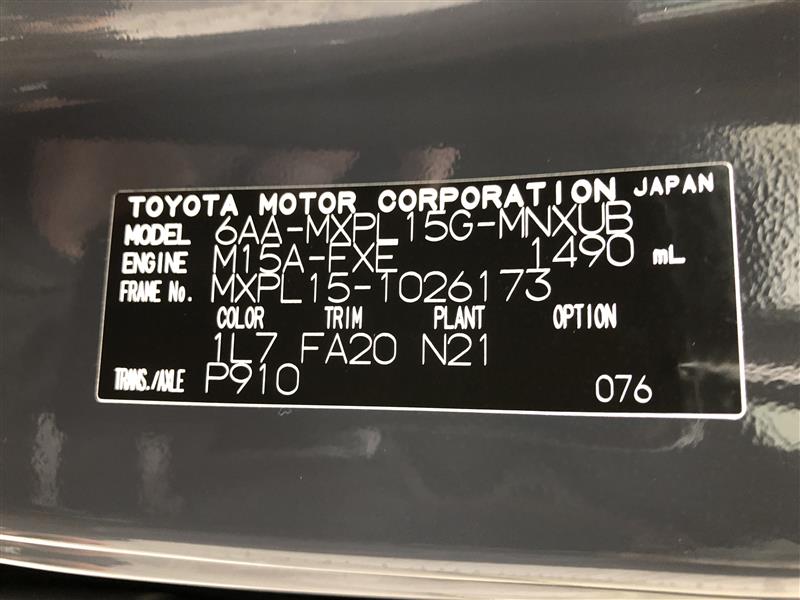 TOYOTA MOTOR CORPORATION JAPAN
MODEL 6AA-MXPL15G-MNXUB
ENGINE M15A-FXE 1490 mL
FRAME No. MXPL15-T026173
COLOR TRIM PLANT OPTION
1L7 FA20 N21
TRANS./AXLE P910 076